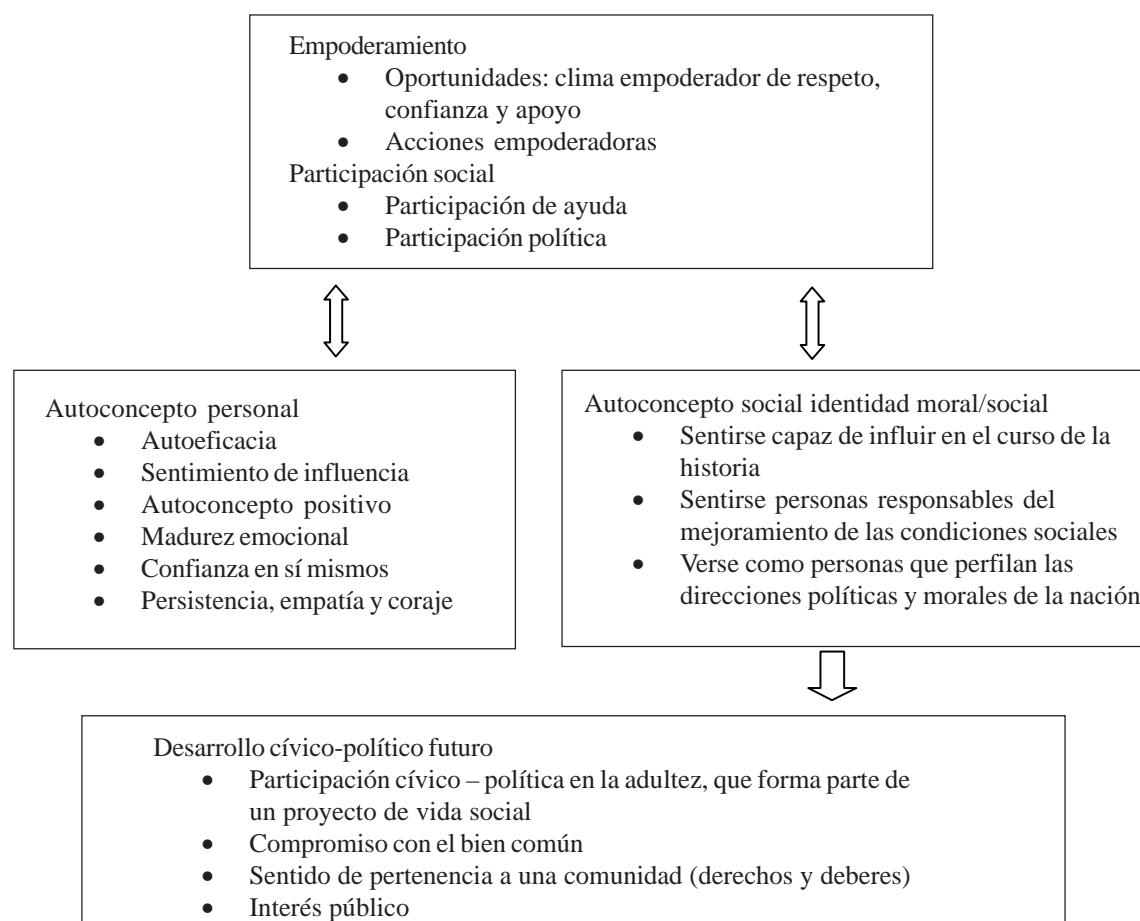 Empoderamiento
• Oportunidades: clima empoderador de respeto,
confianza y apoyo
• Acciones empoderadoras
Participación social
• Participación de ayuda
• Participación política
Autoconcepto personal
• Autoeficacia
• Sentimiento de influencia
• Autoconcepto positivo
• Madurez emocional
• Confianza en sí mismos
• Persistencia, empatía y coraje
Autoconcepto social identidad moral/social
• Sentirse capaz de influir en el curso de la
historia
• Sentirse personas responsables del
mejoramiento de las condiciones sociales
• Verse como personas que perfilan las
direcciones políticas y morales de la nación
Desarrollo cívico-político futuro
• Participación cívico – política en la adultez, que forma parte de
un proyecto de vida social
• Compromiso con el bien común
• Sentido de pertenencia a una comunidad (derechos y deberes)
• Interés público